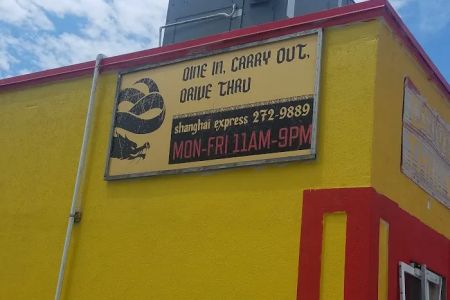 DINE IN, CARRY OUT,
DRIVE THRU
shanghai express 272-9889
MON-FRI 11AM-9PM